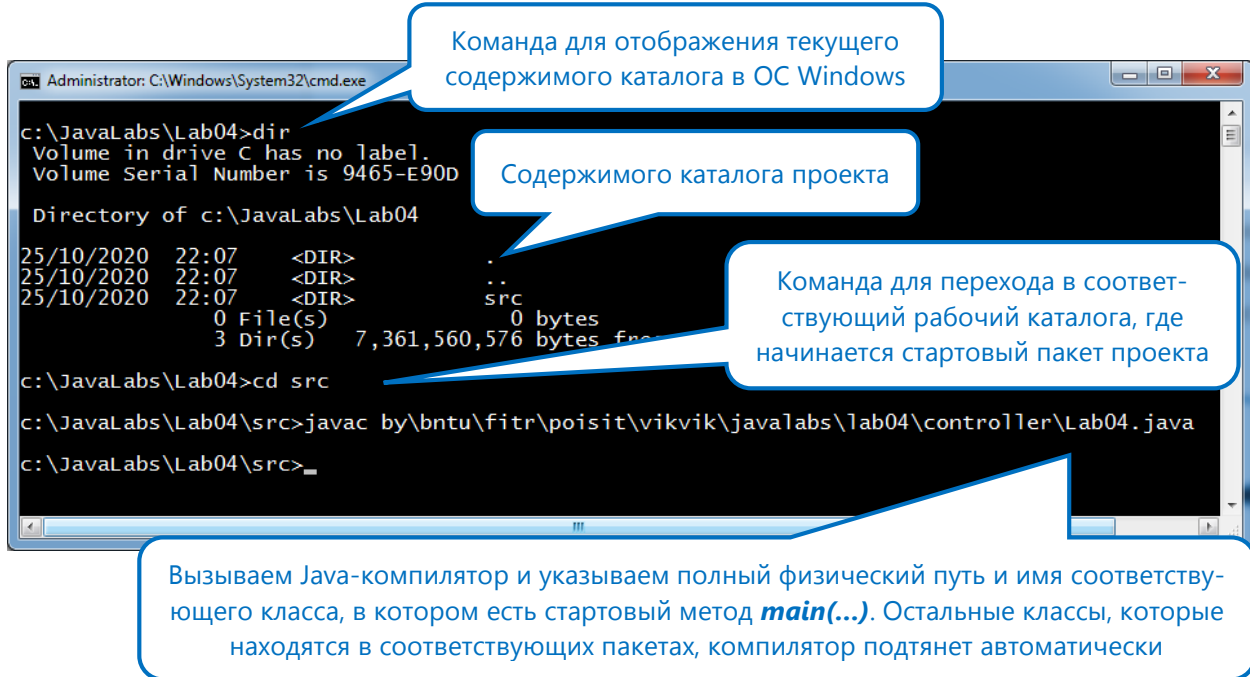 Команда для отображения текущего
содержимого каталога в ОС Windows
Administrator: C:\Windows\System32\cmd.exe
c:\JavaLabs\Lab04>dir
Volume in drive C has no label.
Volume Serial Number is 9465-E90D
Содержимого каталога проекта
Directory of c:\JavaLabs\Lab04
25/10/2020 22:07 <DIR> .
25/10/2020 22:07 <DIR> ..
25/10/2020 22:07 <DIR> src
0 File(s) 0 bytes
3 Dir(s) 7,361,560,576 bytes
Команда для перехода в соответ-
ствующий рабочий каталога, где
начинается стартовый пакет проекта
c:\JavaLabs\Lab04>cd src
c:\JavaLabs\Lab04\src>javac by\bntu\fitr\poisit\vikvik\javalabs\lab04\controller\Lab04.java
c:\JavaLabs\Lab04\src>_
Вызываем Java-компилятор и указываем полный физический путь и имя соответству-
ющего класса, в котором есть стартовый метод main(...). Остальные классы, которые
находятся в соответствующих пакетах, компилятор подтянет автоматически